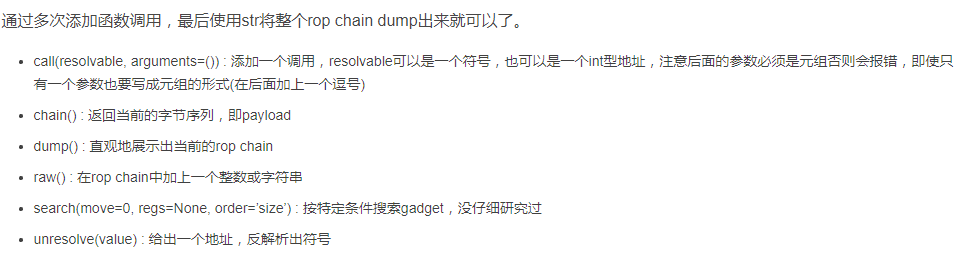 通过多次添加函数调用，最后使用str将整个rop chain dump出来就可以了。
call(resolvable, arguments=()) : 添加一个调用，resolvable可以是一个符号，也可以是一个int型地址，注意后面的参数必须是元组否则会报错，即使只
有一个参数也要写成元组的形式(在后面加上一个逗号)
chain() : 返回当前的字节序列，即payload
dump() : 直观地展示出当前的rop chain
raw() : 在rop chain中加上一个整数或字符串
search(move=0, regs=None, order=’size’) : 按特定条件搜索gadget，没仔细研究过
unresolve(value) : 给出一个地址，反解析出符号